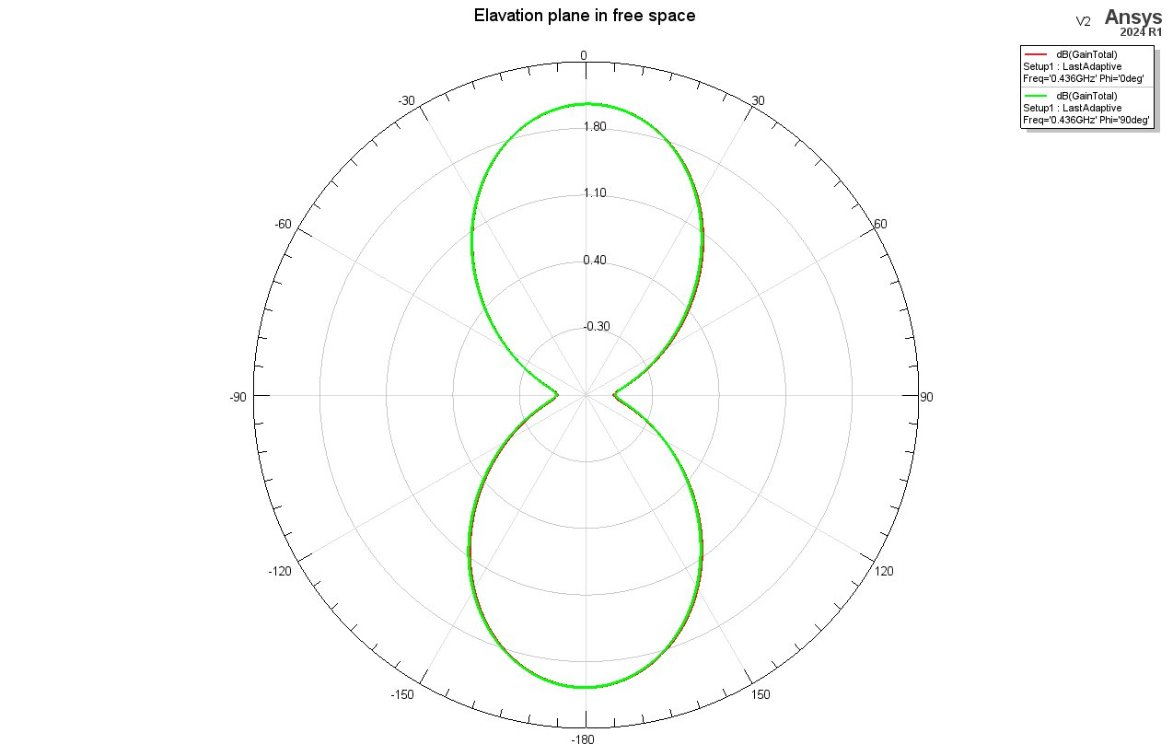 Elavation plane in free space
V2 Ansys
2024 R1
dB(GainTotal)
Setup1 : LastAdaptive
Freq='0.436GHz' Phi='0deg'
dB(GainTotal)
Setup1 : LastAdaptive
Freq='0.436GHz' Phi='90deg'
0
-30
30
1.80
1.10
-60
60
0.40
-0.30
-90
90
-120
120
-150
150
-180